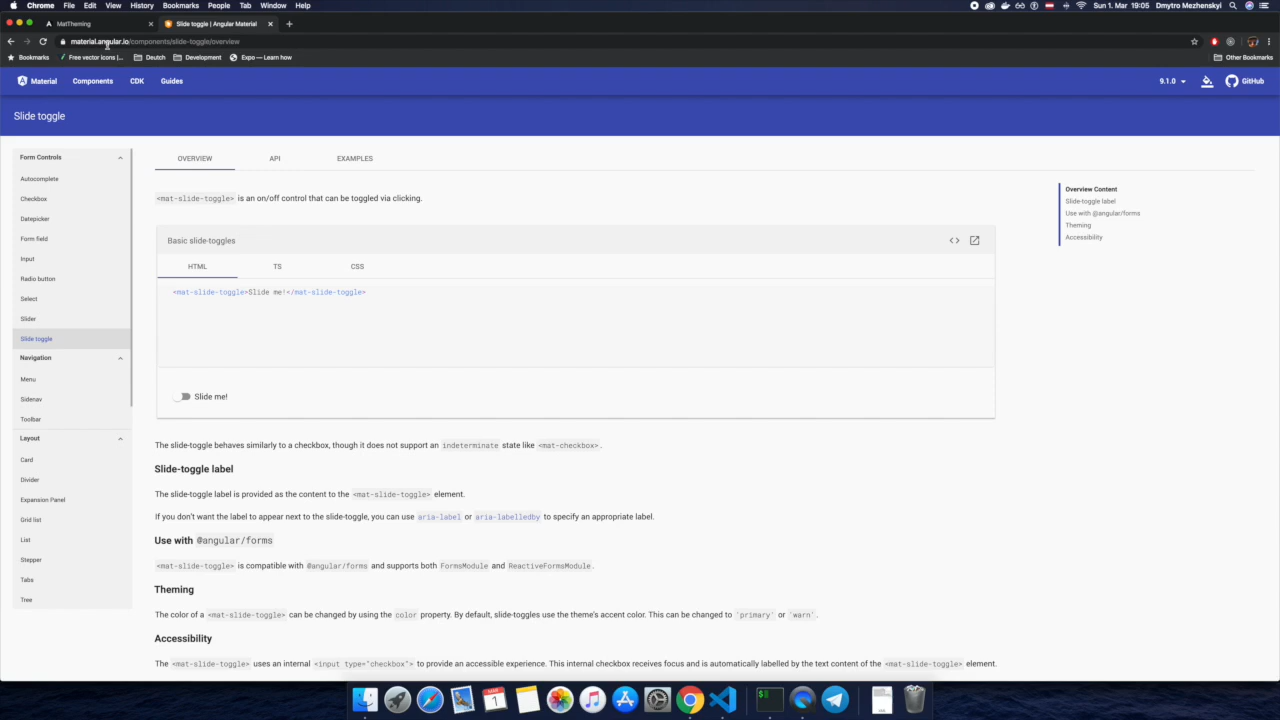 Chrome File Edit View History Bookmarks People Tab Window Help
Sun 1. Mar 19:05 Dmytro Mezhenskyi
MatTheming
Slide toggle | Angular Material
material.angular.io/components/slide-toggle/overview
Bookmarks
Free vector icons |...
Deutch
Development
Expo — Learn how
Other Bookmarks
Material Components CDK Guides
9.1.0 GitHub
Slide toggle
Form Controls
Autocomplete
Checkbox
Datepicker
Form field
Input
Radio button
Select
Slider
Slide toggle
Navigation
Menu
Sidenav
Toolbar
Layout
Card
Divider
Expansion Panel
Grid list
List
Stepper
Tabs
Tree
OVERVIEW API EXAMPLES
<mat-slide-toggle> is an on/off control that can be toggled via clicking.
Basic slide-toggles
HTML TS CSS
<mat-slide-toggle>Slide me!</mat-slide-toggle>
Slide me!
The slide-toggle behaves similarly to a checkbox, though it does not support an indeterminate state like <mat-checkbox>.
Slide-toggle label
The slide-toggle label is provided as the content to the <mat-slide-toggle> element.
If you don't want the label to appear next to the slide-toggle, you can use aria-label or aria-labelledby to specify an appropriate label.
Use with @angular/forms
<mat-slide-toggle> is compatible with @angular/forms and supports both FormsModule and ReactiveFormsModule.
Theming
The color of a <mat-slide-toggle> can be changed by using the color property. By default, slide-toggles use the theme's accent color. This can be changed to 'primary' or 'warn'.
Accessibility
The <mat-slide-toggle> uses an internal <input type="checkbox"> to provide an accessible experience. This internal checkbox receives focus and is automatically labelled by the text content of the <mat-slide-toggle> element.
Overview Content
Slide-toggle label
Use with @angular/forms
Theming
Accessibility